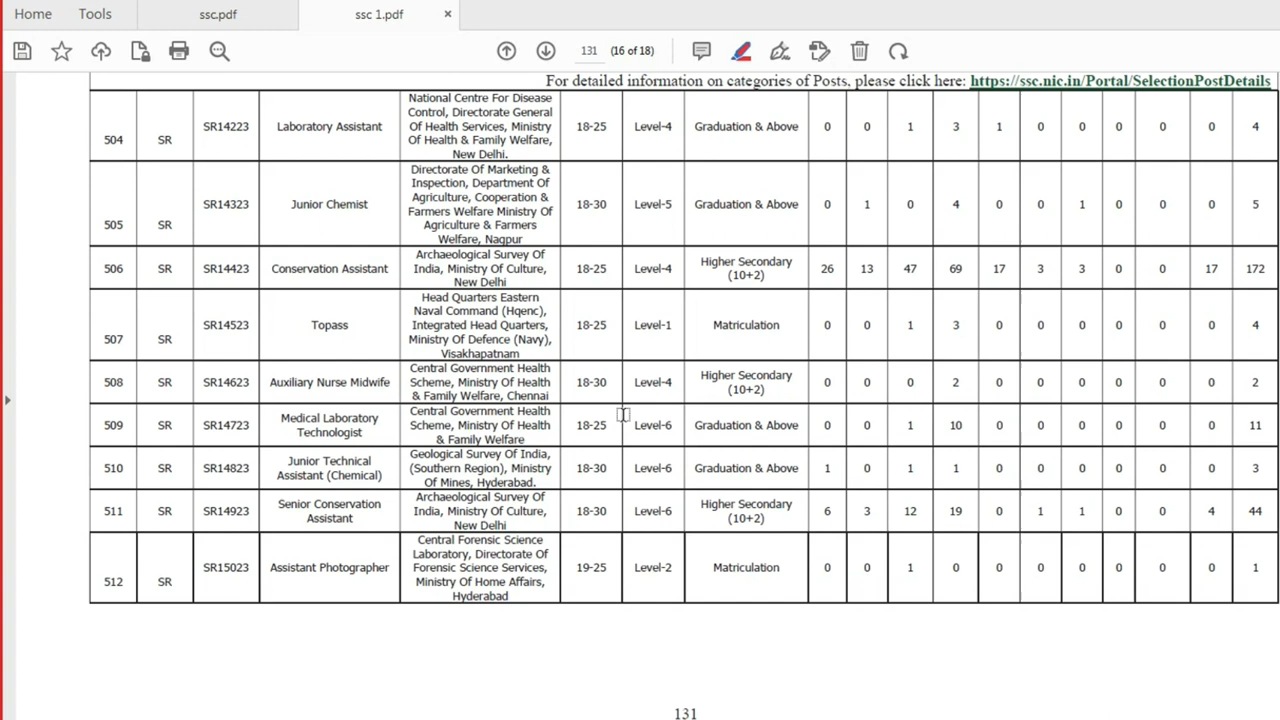 Home Tools ssc.pdf ssc 1.pdf ×
131 (16 of 18)
For detailed information on categories of Posts, please click here: https://ssc.nic.in/Portal/SelectionPostDetails
504 SR SR14223 Laboratory Assistant
National Centre For Disease
Control, Directorate General
Of Health Services, Ministry
Of Health & Family Welfare,
New Delhi.
18-25 Level-4 Graduation & Above 0 0 1 3 1 0 0 0 0 0 4
505 SR SR14323 Junior Chemist
Directorate Of Marketing &
Inspection, Department Of
Agriculture, Cooperation &
Farmers Welfare Ministry Of
Agriculture & Farmers
Welfare, Nagpur
18-30 Level-5 Graduation & Above 0 1 0 4 0 0 1 0 0 0 5
506 SR SR14423 Conservation Assistant
Archaeological Survey Of
India, Ministry Of Culture,
New Delhi
18-25 Level-4
Higher Secondary
(10+2)
26 13 47 69 17 3 3 0 0 17 172
507 SR SR14523 Topass
Head Quarters Eastern
Naval Command (Hqenc),
Integrated Head Quarters,
Ministry Of Defence (Navy),
Visakhapatnam
18-25 Level-1 Matriculation 0 0 1 3 0 0 0 0 0 0 4
508 SR SR14623 Auxiliary Nurse Midwife
Central Government Health
Scheme, Ministry Of Health
& Family Welfare, Chennai
18-30 Level-4
Higher Secondary
(10+2)
0 0 0 2 0 0 0 0 0 0 2
509 SR SR14723
Medical Laboratory
Technologist
Central Government Health
Scheme, Ministry Of Health
& Family Welfare
18-25 Level-6 Graduation & Above 0 0 1 10 0 0 0 0 0 0 11
510 SR SR14823
Junior Technical
Assistant (Chemical)
Geological Survey Of India,
(Southern Region), Ministry
Of Mines, Hyderabad.
18-30 Level-6 Graduation & Above 1 0 1 1 0 0 0 0 0 0 3
511 SR SR14923
Senior Conservation
Assistant
Archaeological Survey Of
India, Ministry Of Culture,
New Delhi
18-30 Level-6
Higher Secondary
(10+2)
6 3 12 19 0 1 1 0 0 4 44
512 SR SR15023 Assistant Photographer
Central Forensic Science
Laboratory, Directorate Of
Forensic Science Services,
Ministry Of Home Affairs,
Hyderabad
19-25 Level-2 Matriculation 0 0 1 0 0 0 0 0 0 0 1
131